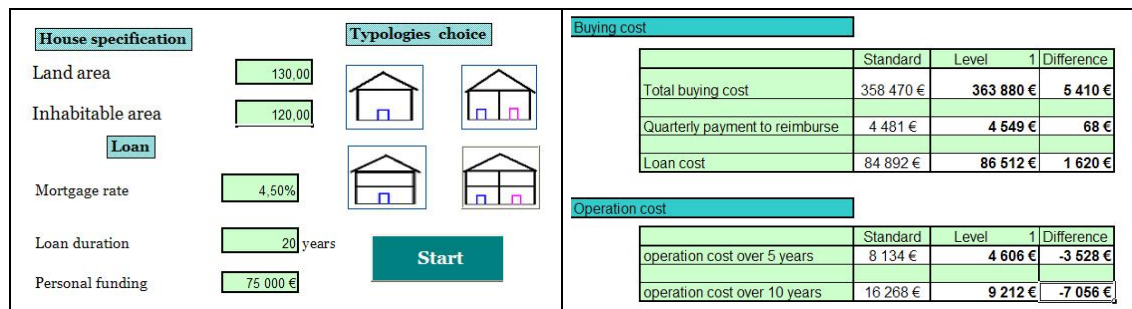 House specification
Typologies choice
Land area 130,00
Inhabitable area 120,00
Loan
Mortgage rate 4,50%
Loan duration 20 years
Personal funding 75 000 €
Start
Buying cost
Standard Level 1 Difference
Total buying cost 358 470 € 363 880 € 5 410 €
Quarterly payment to reimburse 4 481 € 4 549 € 68 €
Loan cost 84 892 € 86 512 € 1 620 €
Operation cost
Standard Level 1 Difference
operation cost over 5 years 8 134 € 4 606 € -3 528 €
operation cost over 10 years 16 268 € 9 212 € -7 056 €